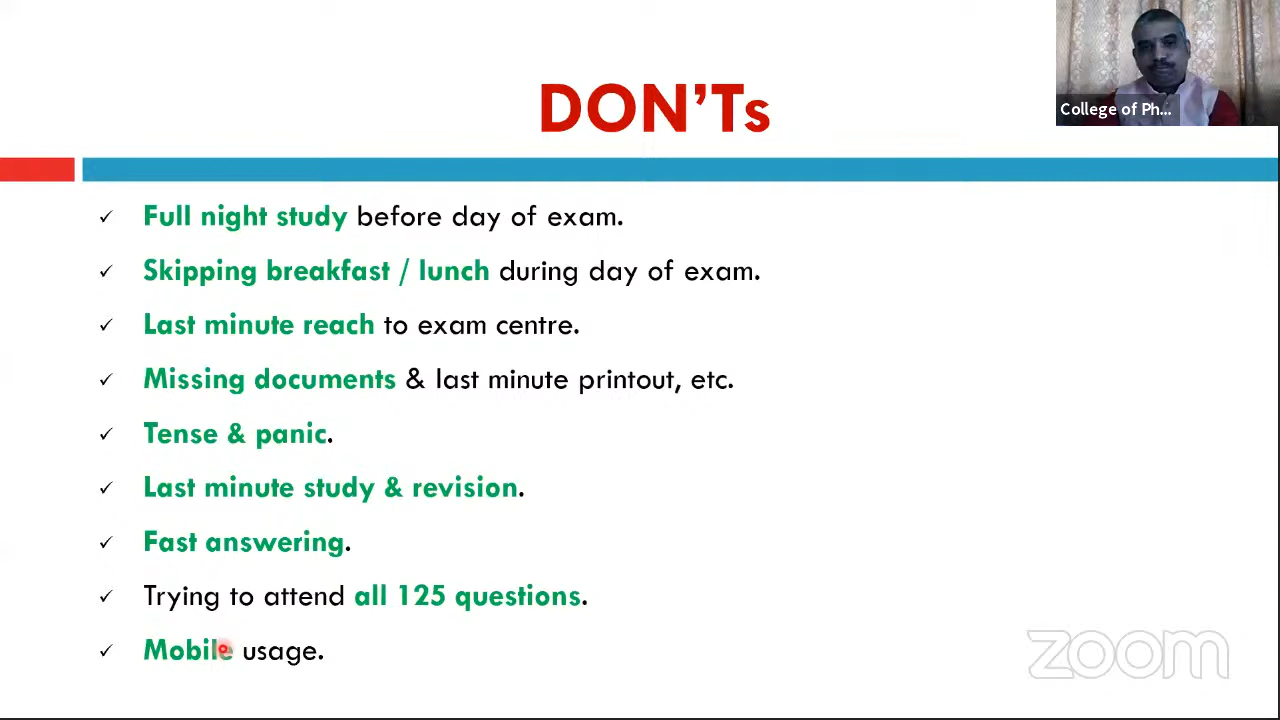 College of Ph...
DON'Ts
✓ Full night study before day of exam.
✓ Skipping breakfast / lunch during day of exam.
✓ Last minute reach to exam centre.
✓ Missing documents & last minute printout, etc.
✓ Tense & panic.
✓ Last minute study & revision.
✓ Fast answering.
✓ Trying to attend all 125 questions.
✓ Mobile usage.
zoom